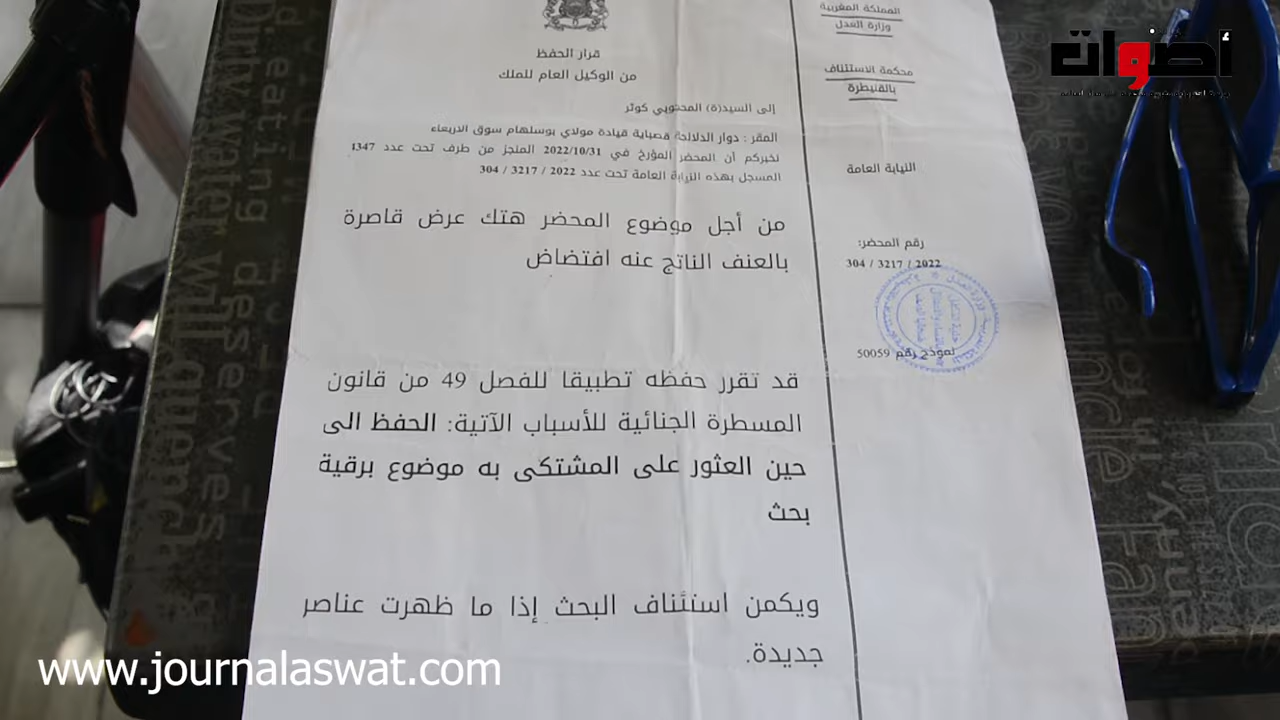 المملكة المغربية
وزارة العدل
محكمة الاستئناف
بالقنيطرة
النيابة العامة
رقم المحضر:
304 / 3217 / 2022
نموذج رقم 50059
قرار الحفظ
من الوكيل العام للملك
إلى السيد(ة) كوثر
المقر : دوار الدلالحة قصباية قيادة مولاي بوسلهام سوق الاربعاء
نخبركم أن المحضر المؤرخ في 2022/10/31 المنجز من طرف تحت عدد 1347
المسجل بهذه النيابة العامة تحت عدد 2022 / 3217 / 304
من أجل موضوع المحضر هتك عرض قاصرة
بالعنف الناتج عنه افتضاض
قد تقرر حفظه تطبيقا للفصل 49 من قانون
المسطرة الجنائية للأسباب الآتية: الحفظ الى
حين العثور على المشتكى به موضوع برقية
بحث
ويكمن اسنئناف البحث إذا ما ظهرت عناصر
جديدة.
أصوات
www.journalaswat.com